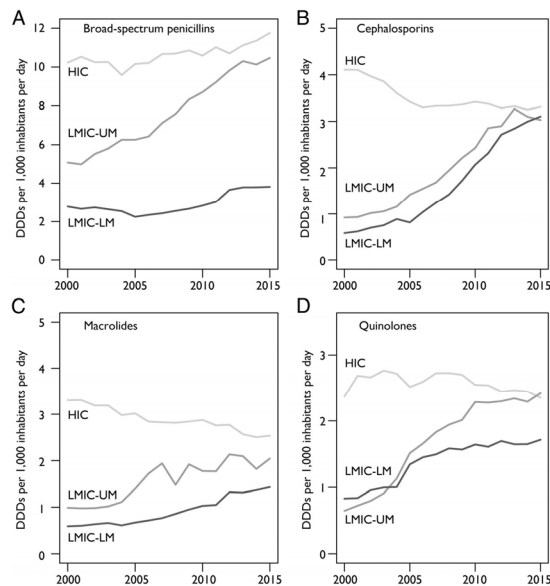 A
Broad-spectrum penicillins
DDDs per 1,000 inhabitants per day
12
10
8
6
4
2
0
HIC
LMIC-UM
LMIC-LM
2000 2005 2010 2015
B
Cephalosporins
DDDs per 1,000 inhabitants per day
5
4
3
2
1
0
HIC
LMIC-UM
LMIC-LM
2000 2005 2010 2015
C
Macrolides
DDDs per 1,000 inhabitants per day
5
4
3
2
1
0
HIC
LMIC-UM
LMIC-LM
2000 2005 2010 2015
D
Quinolones
DDDs per 1,000 inhabitants per day
3
2
1
0
HIC
LMIC-LM
LMIC-UM
2000 2005 2010 2015